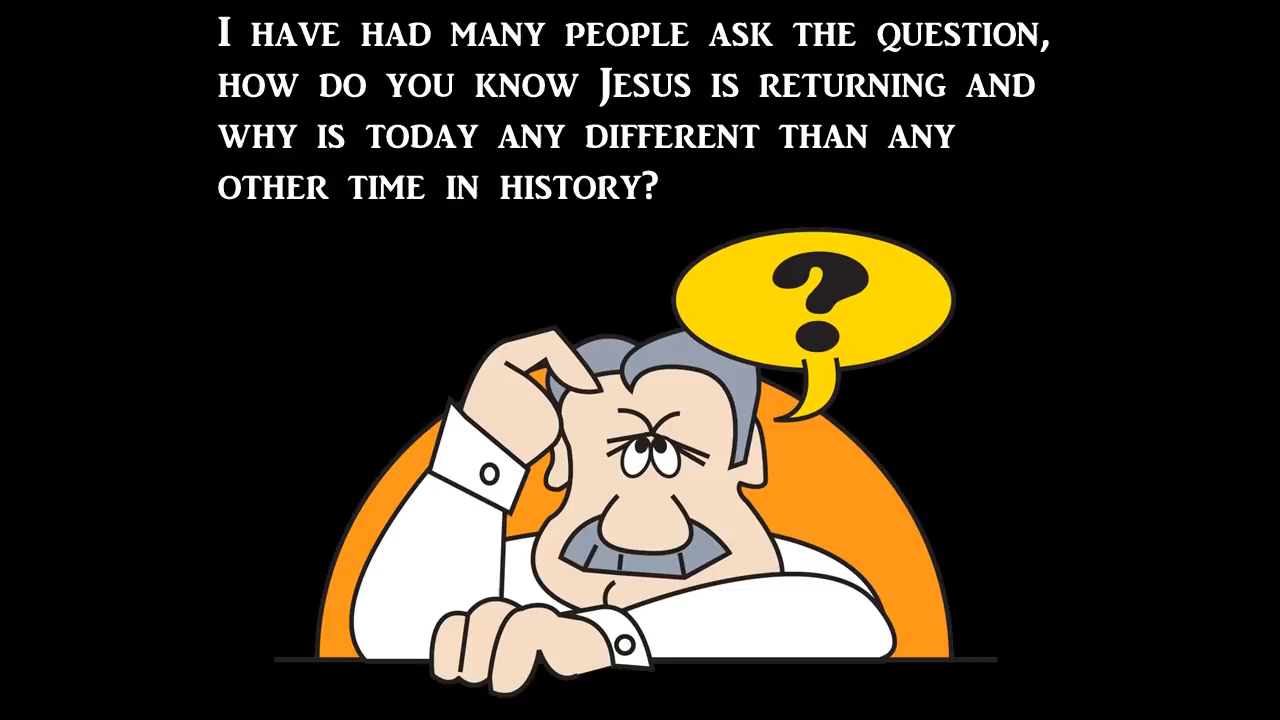 I have had many people ask the question,
how do you know Jesus is returning and
why is today any different than any
other time in history?
?